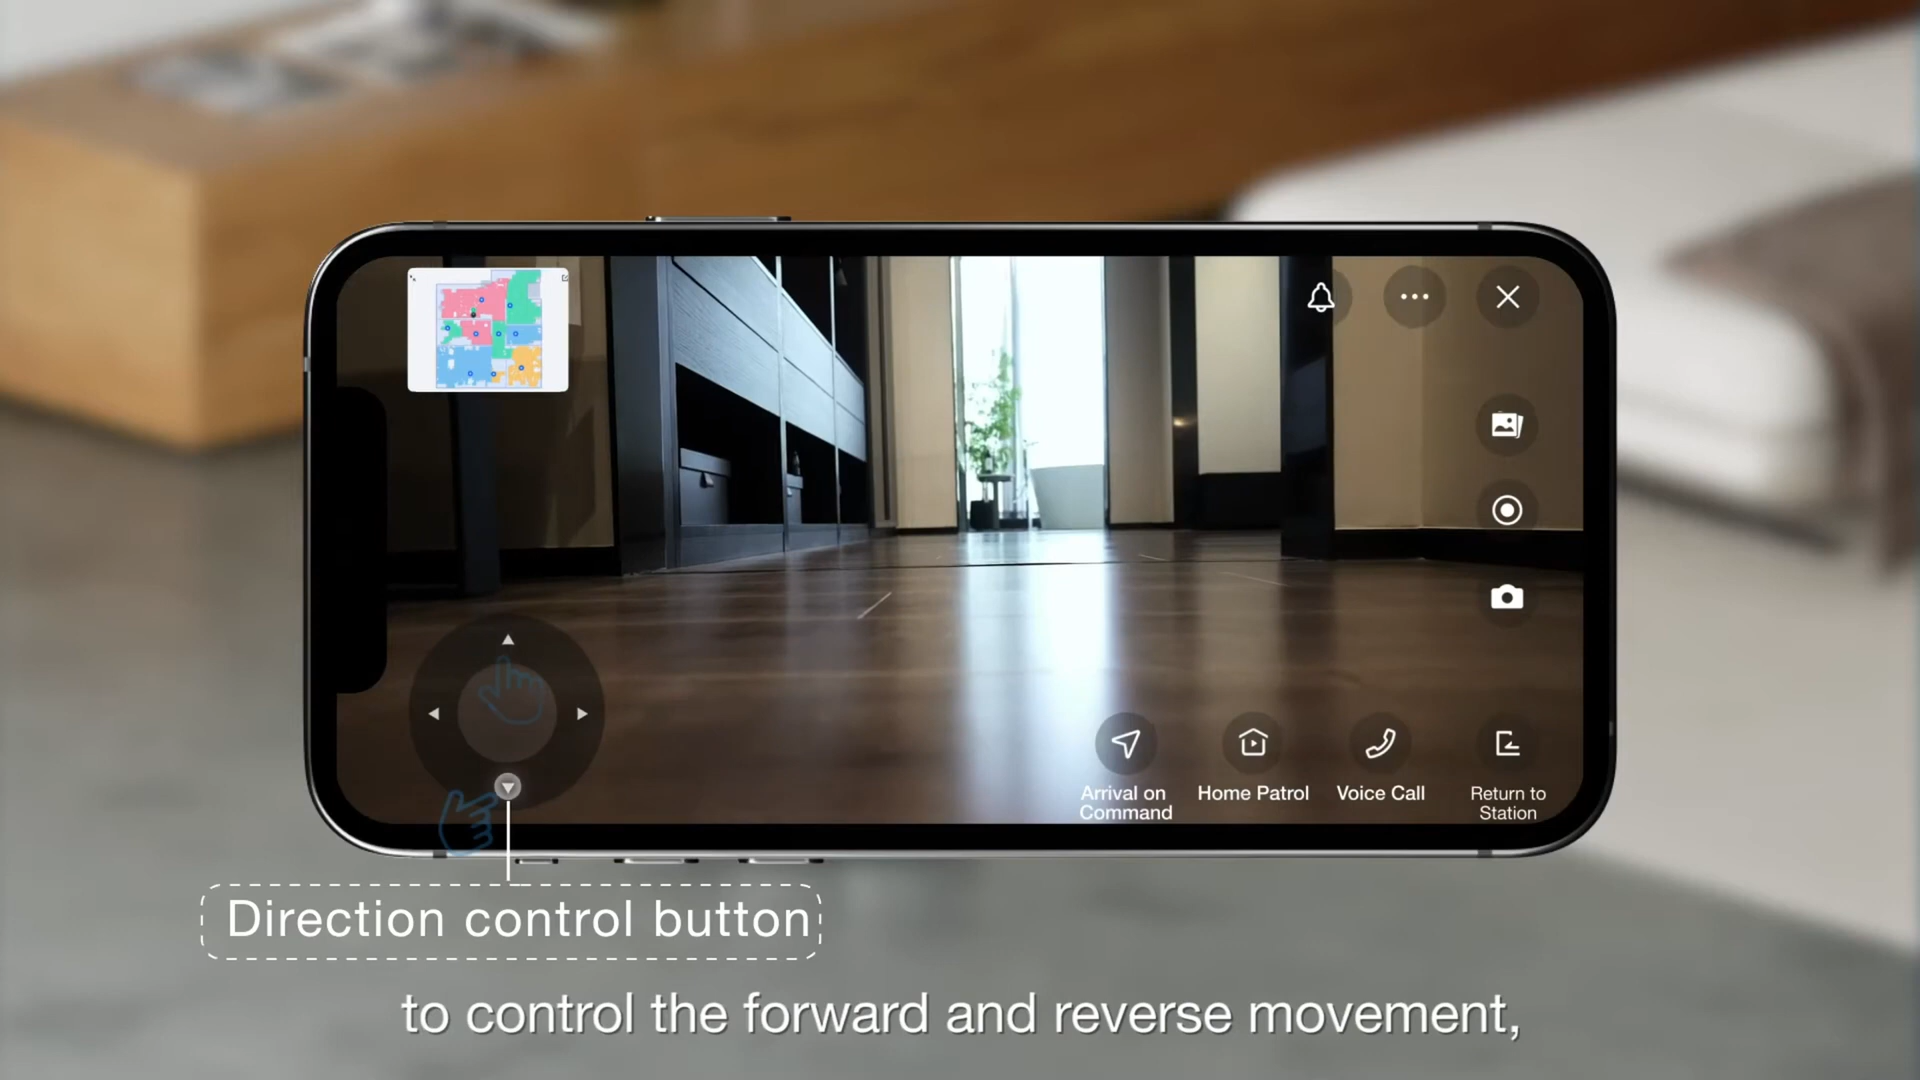 Arrival on
Command
Home Patrol
Voice Call
Return to
Station
Direction control button
to control the forward and reverse movement,